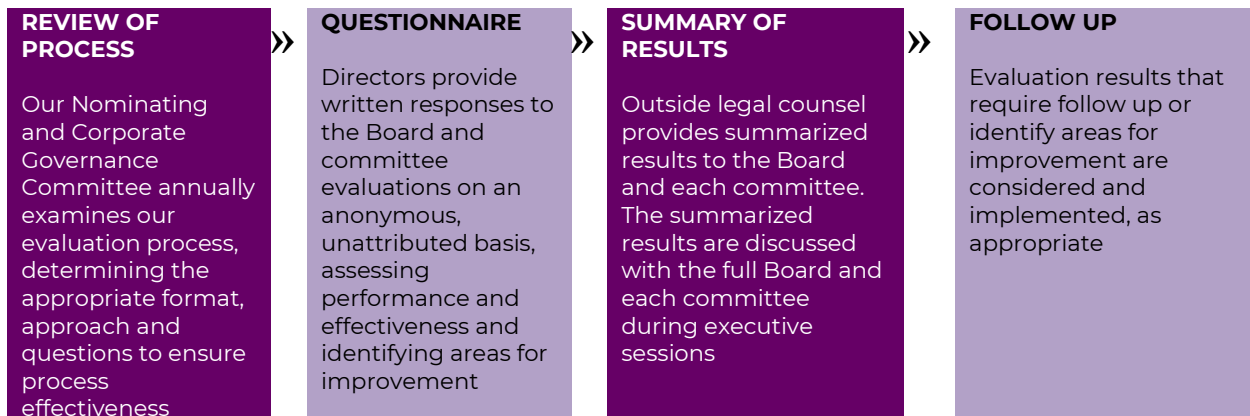 REVIEW OF
PROCESS
Our Nominating
and Corporate
Governance
Committee annually
examines our
evaluation process,
determining the
appropriate format,
approach and
questions to ensure
process
effectiveness
»
QUESTIONNAIRE
Directors provide
written responses to
the Board and
committee
evaluations on an
anonymous,
unattributed basis,
assessing
performance and
effectiveness and
identifying areas for
improvement
»
SUMMARY OF
RESULTS
Outside legal counsel
provides summarized
results to the Board
and each committee.
The summarized
results are discussed
with the full Board and
each committee
during executive
sessions
»
FOLLOW UP
Evaluation results that
require follow up or
identify areas for
improvement are
considered and
implemented, as
appropriate